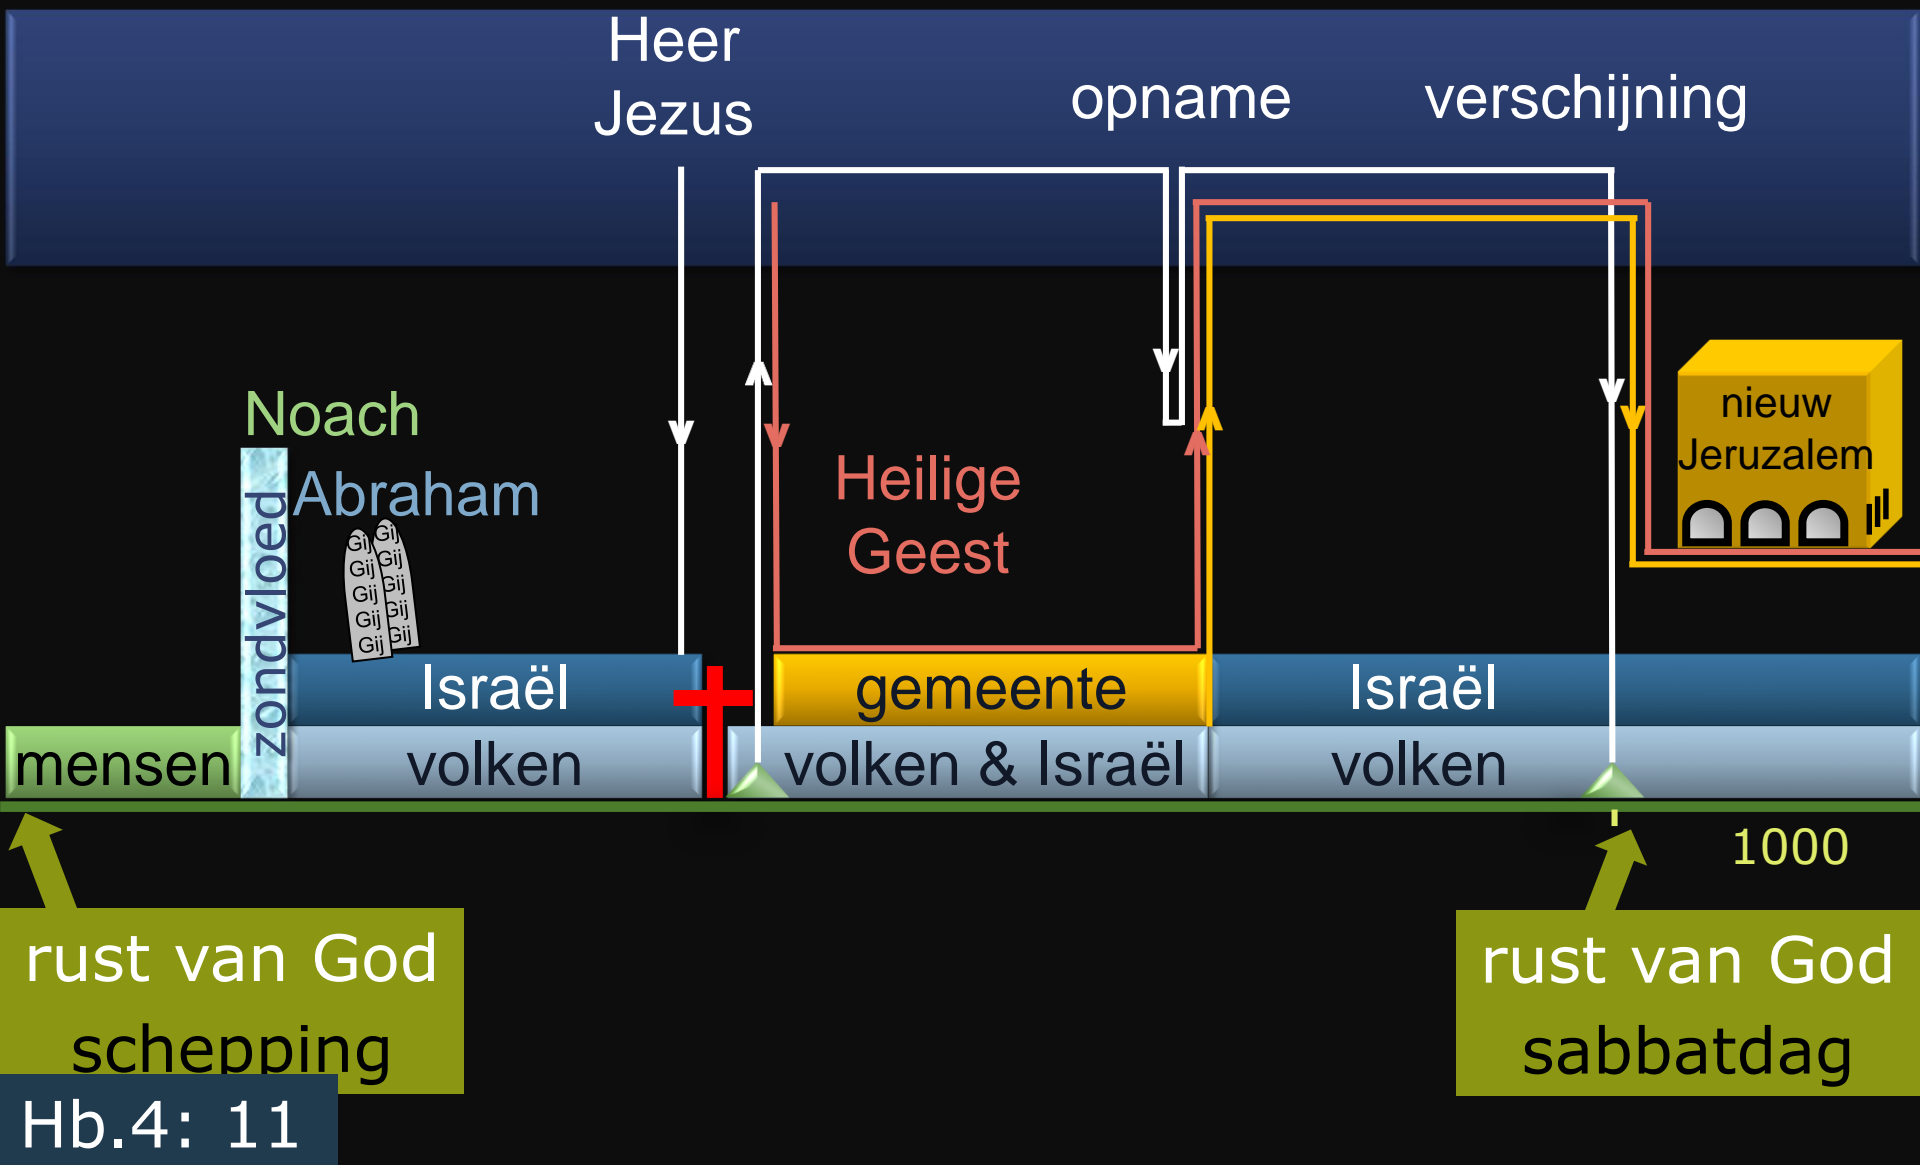 Heer
Jezus
opname
verschijning
Noach
Abraham
zondvloed
Gij Gij
Gij Gij
Gij Gij
Gij Gij
Gij Gij
Heilige
Geest
nieuw
Jeruzalem
Israël
gemeente
Israël
mensen
volken
volken & Israël
volken
1000
rust van God
schepping
rust van God
sabbatdag
Hb.4: 11